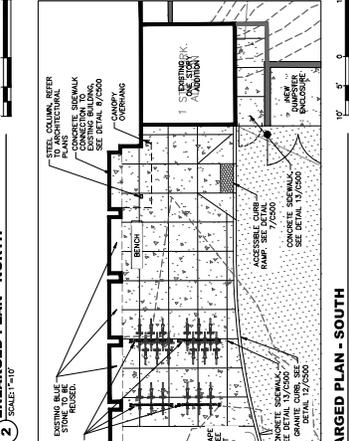 2
SCALE: 1"=10'
STEEL COLUMN, REFER
TO ARCHITECTURAL
PLANS
CONCRETE SIDEWALK
CONNECTION TO
EXISTING BUILDING,
SEE DETAIL 8/C500
CANOPY
OVERHANG
EXISTING
ONE STORY
ADDITION
NEW
DUMPSTER
ENCLOSURE
EXISTING BLUE
STONE TO BE
REUSED.
BENCH
ACCESSIBLE CURB
RAMP. SEE DETAIL
7/C500
CONCRETE SIDEWALK,
SEE DETAIL 13/C500
CONCRETE SIDEWALK,
DETAIL 13/C500
GRANITE CURB, SEE
DETAIL 12/C500
PLAN - SOUTH
0 5' 10'